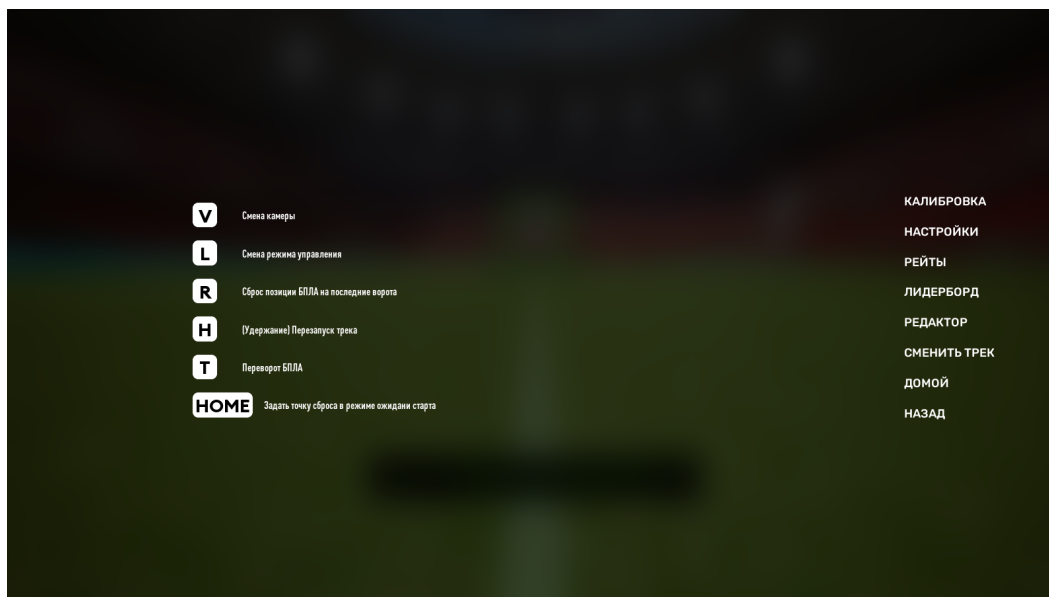 V Смена камеры
L Смена режима управления
R Сброс позиции БПЛА на последние ворота
H (Удержание) Перезапуск трека
T Переворот БПЛА
HOME Задать точку сброса в режиме ожидани старта
КАЛИБРОВКА
НАСТРОЙКИ
РЕЙТЫ
ЛИДЕРБОРД
РЕДАКТОР
СМЕНИТЬ ТРЕК
ДОМОЙ
НАЗАД